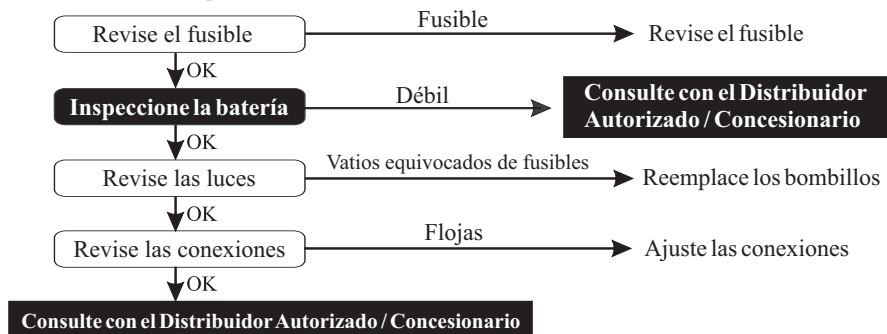 Fusible
Revise el fusible
Revise el fusible
OK
Inspeccione la batería
Débil
Consulte con el Distribuidor
Autorizado / Concesionario
OK
Revise las luces
Vatios equivocados de fusibles
Reemplace los bombillos
OK
Revise las conexiones
Flojas
Ajuste las conexiones
OK
Consulte con el Distribuidor Autorizado / Concesionario